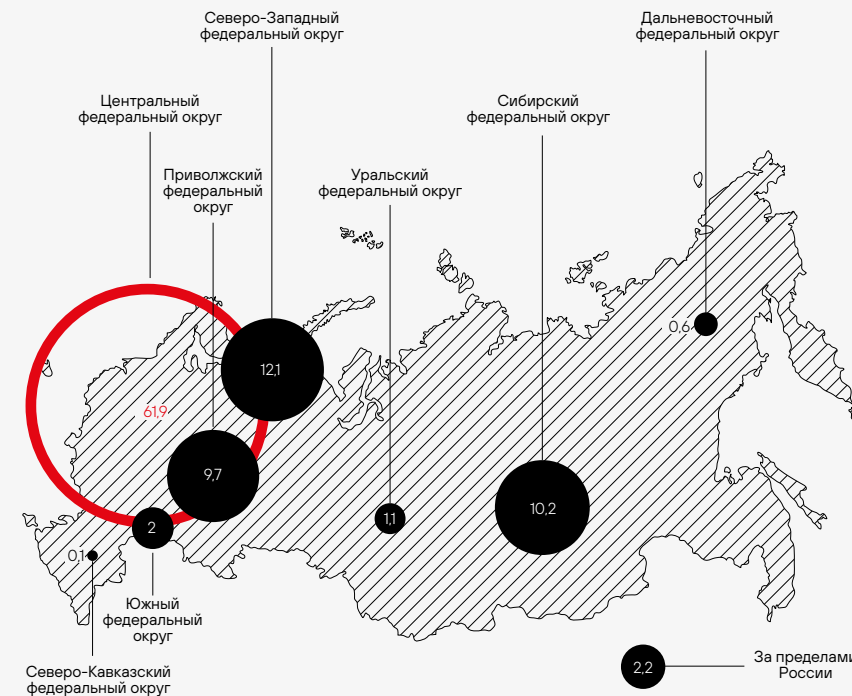 Северо-Западный
федеральный округ
Дальневосточный
федеральный округ
Центральный
федеральный округ
Сибирский
федеральный округ
Приволжский
федеральный
округ
Уральский
федеральный округ
0,6
12,1
61,9
9,7
10,2
1,1
2
0,1
Южный
федеральный
округ
Северо-Кавказский
федеральный округ
2,2
За пределами
России